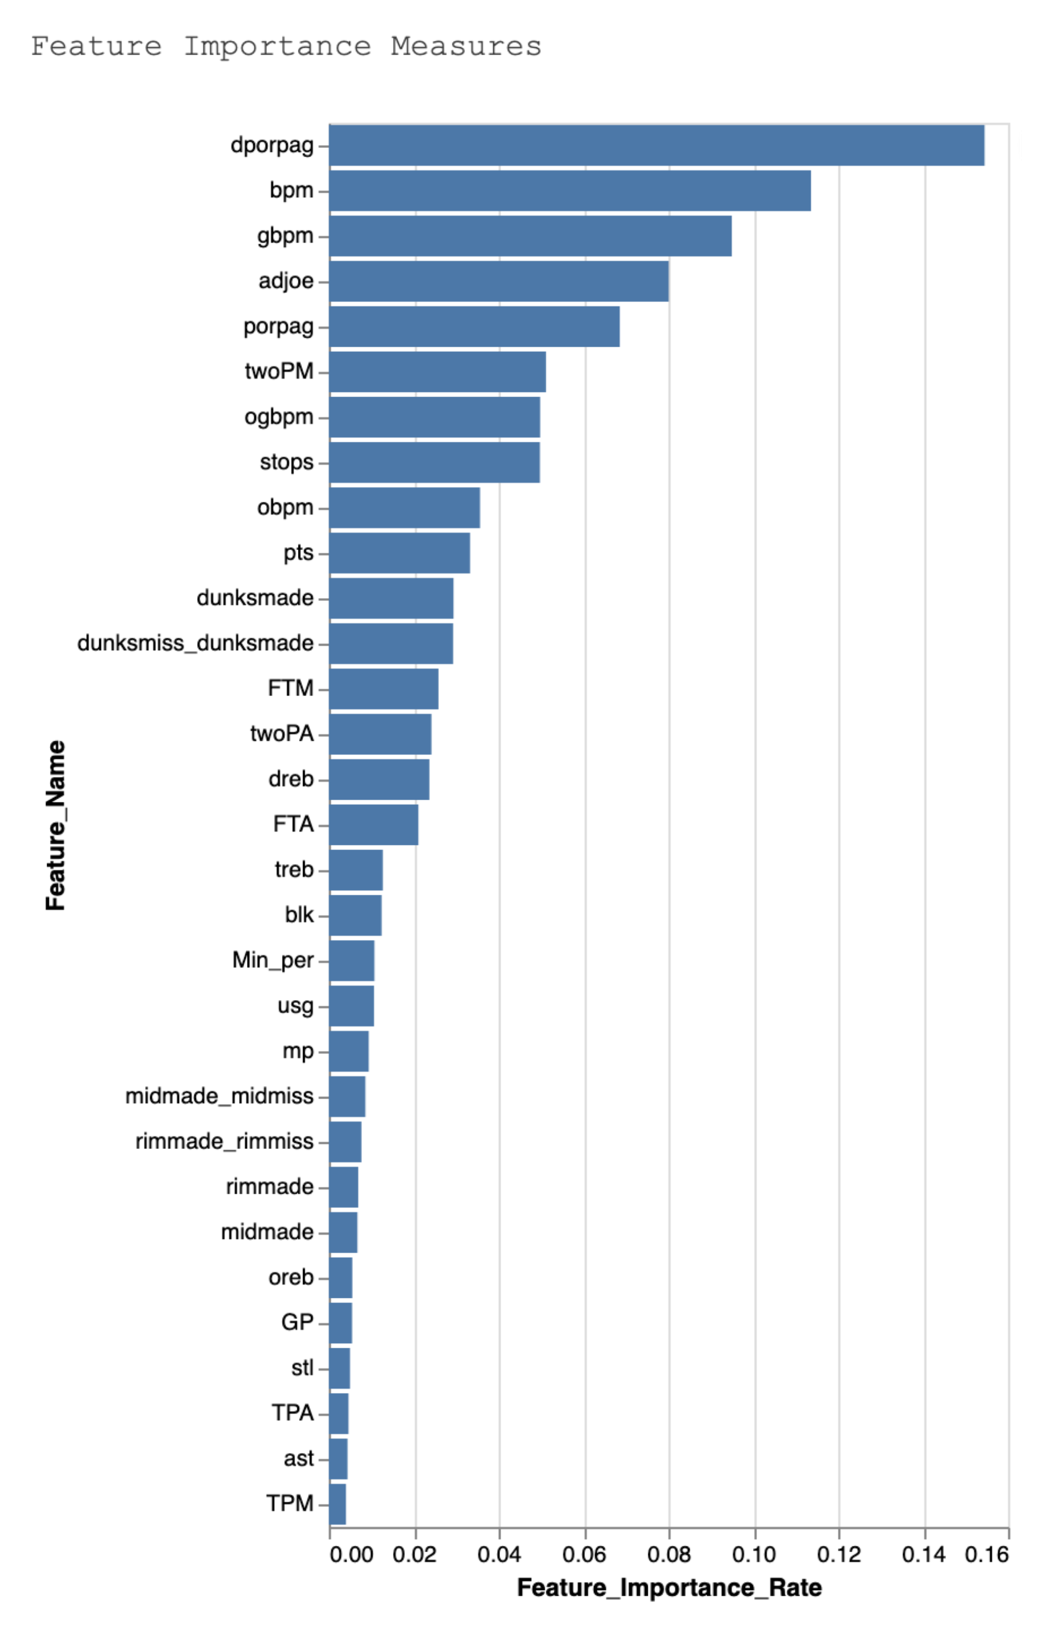 Feature Importance Measures
dporpag
bpm
gbpm
adjoe
porpag
twoPM
ogbpm
stops
obpm
pts
dunksmade
dunksmiss_dunksmade
FTM
twoPA
dreb
FTA
treb
blk
Min_per
usg
mp
midmade_midmiss
rimmade_rimmiss
rimmade
midmade
oreb
GP
stl
TPA
ast
TPM
Feature_Name
0.00 0.02 0.04 0.06 0.08 0.10 0.12 0.14 0.16
Feature_Importance_Rate